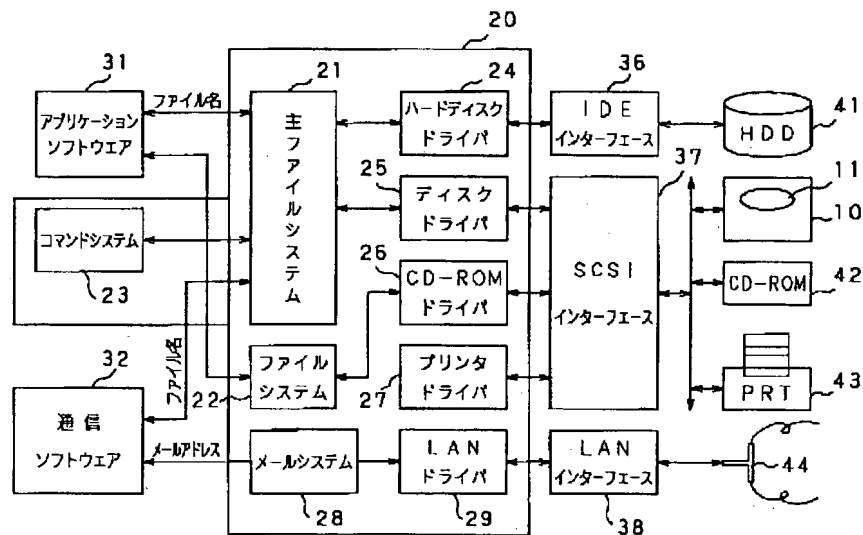 20
31
21
24
36
ファイル名
アプリケーション
ソフトウエア
主ファイルシステム
ハードディスク
ドライバ
IDE
インターフェース
HDD
41
25
37
ディスク
ドライバ
11
10
コマンドシステム
23
26
CD-ROM
ドライバ
SCSI
インターフェース
CD-ROM
42
32
ファイル名
ファイル
システム
22
27
プリンタ
ドライバ
PRT
43
通信
ソフトウエア
メールアドレス
メールシステム
28
LAN
ドライバ
29
LAN
インターフェース
38
44